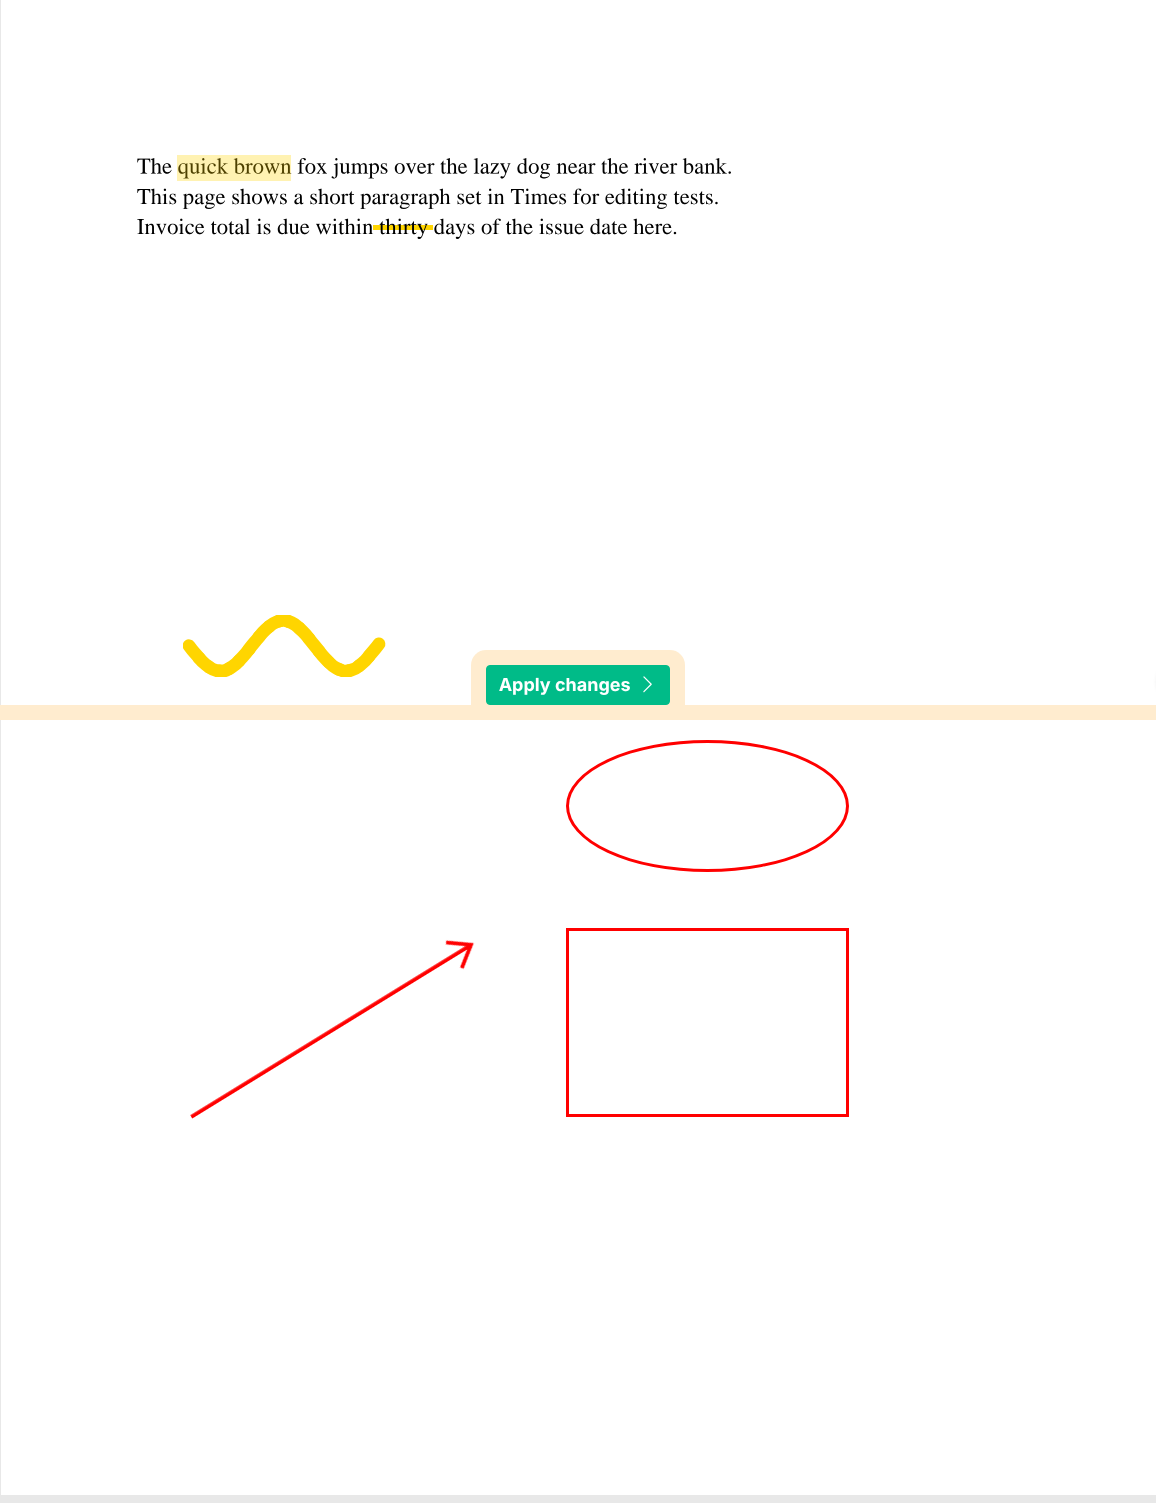 The quick brown fox jumps over the lazy dog near the river bank.
This page shows a short paragraph set in Times for editing tests.
Invoice total is due within thirty days of the issue date here.
Apply changes